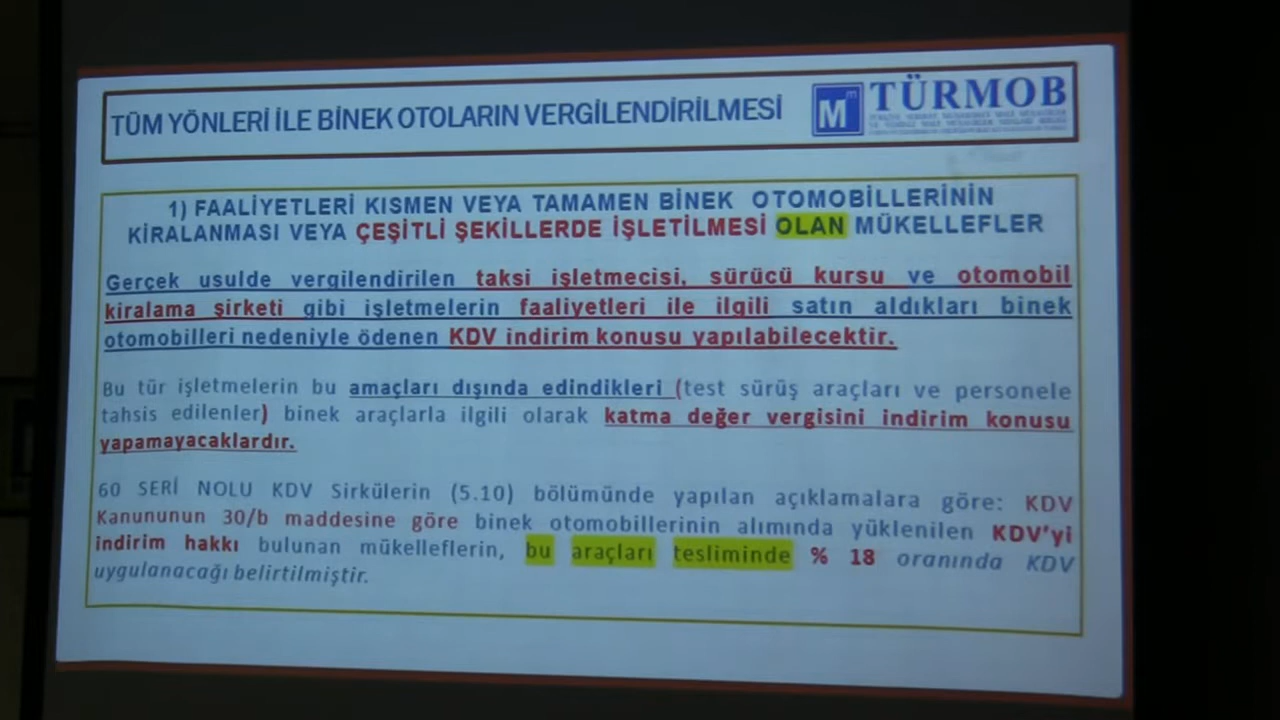 TÜM YÖNLERİ İLE BİNEK OTOLARIN VERGİLENDİRİLMESİ
TÜRMOB
1) FAALİYETLERİ KISMEN VEYA TAMAMEN BİNEK OTOMOBİLLERİNİN
KİRALANMASI VEYA ÇEŞİTLİ ŞEKİLLERDE İŞLETİLMESİ OLAN MÜKELLEFLER
Gerçek usulde vergilendirilen taksi işletmecisi, sürücü kursu ve otomobil
kiralama şirketi gibi işletmelerin faaliyetleri ile ilgili satın aldıkları binek
otomobilleri nedeniyle ödenen KDV indirim konusu yapılabilecektir.
Bu tür işletmelerin bu amaçları dışında edindikleri (test sürüş araçları ve personele
tahsis edilenler) binek araçlarla ilgili olarak katma değer vergisini indirim konusu
yapamayacaklardır.
60 SERİ NOLU KDV Sirkülerin (5.10) bölümünde yapılan açıklamalara göre: KDV
Kanununun 30/b maddesine göre binek otomobillerinin alımında yüklenilen KDV'yi
indirim hakkı bulunan mükelleflerin, bu araçları tesliminde % 18 oranında KDV
uygulanacağı belirtilmiştir.